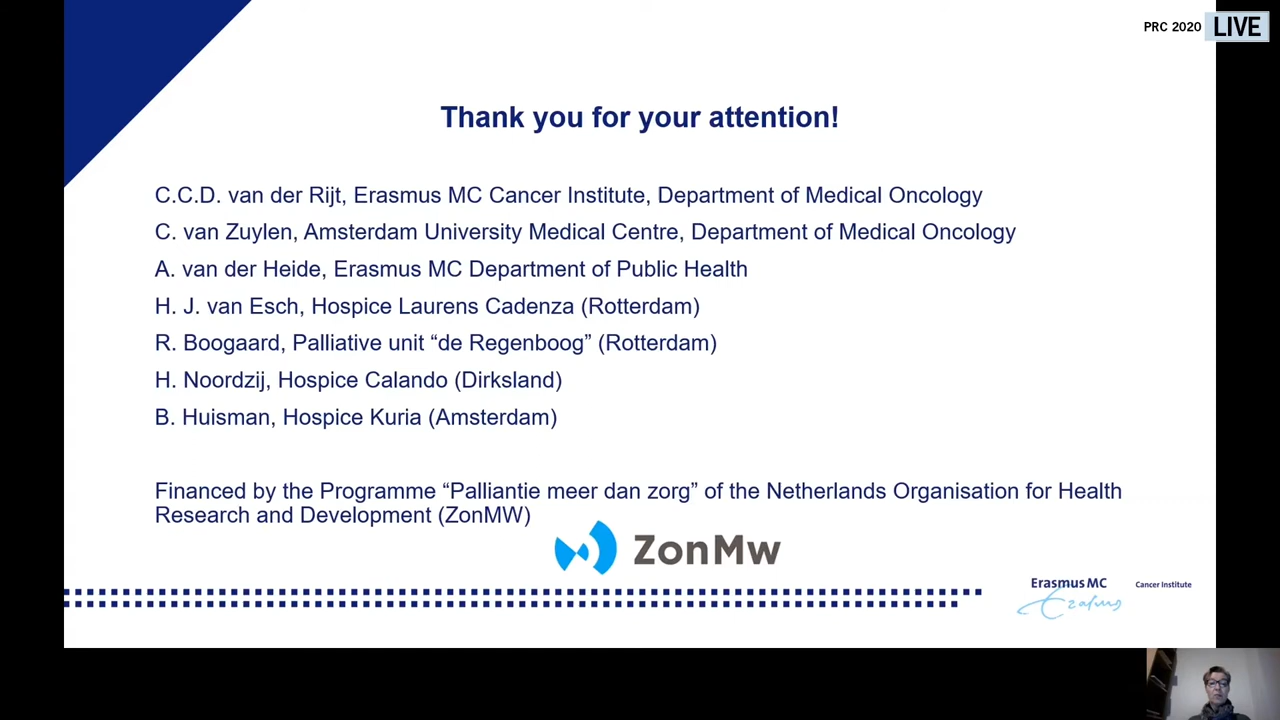 PRC 2020 LIVE
Thank you for your attention!
C.C.D. van der Rijt, Erasmus MC Cancer Institute, Department of Medical Oncology
C. van Zuylen, Amsterdam University Medical Centre, Department of Medical Oncology
A. van der Heide, Erasmus MC Department of Public Health
H. J. van Esch, Hospice Laurens Cadenza (Rotterdam)
R. Boogaard, Palliative unit “de Regenboog” (Rotterdam)
H. Noordzij, Hospice Calando (Dirksland)
B. Huisman, Hospice Kuria (Amsterdam)
Financed by the Programme “Palliantie meer dan zorg” of the Netherlands Organisation for Health
Research and Development (ZonMW)
ZonMw
Erasmus MC Cancer Institute
Erasmus